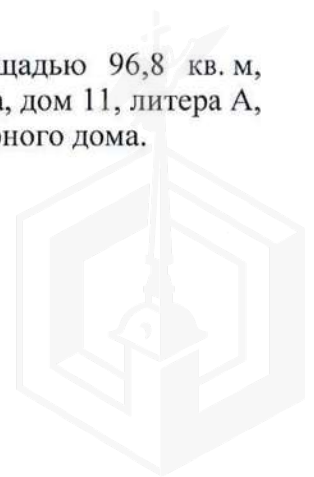 щадью 96,8 кв. м,
а, дом 11, литера А,
ного дома.